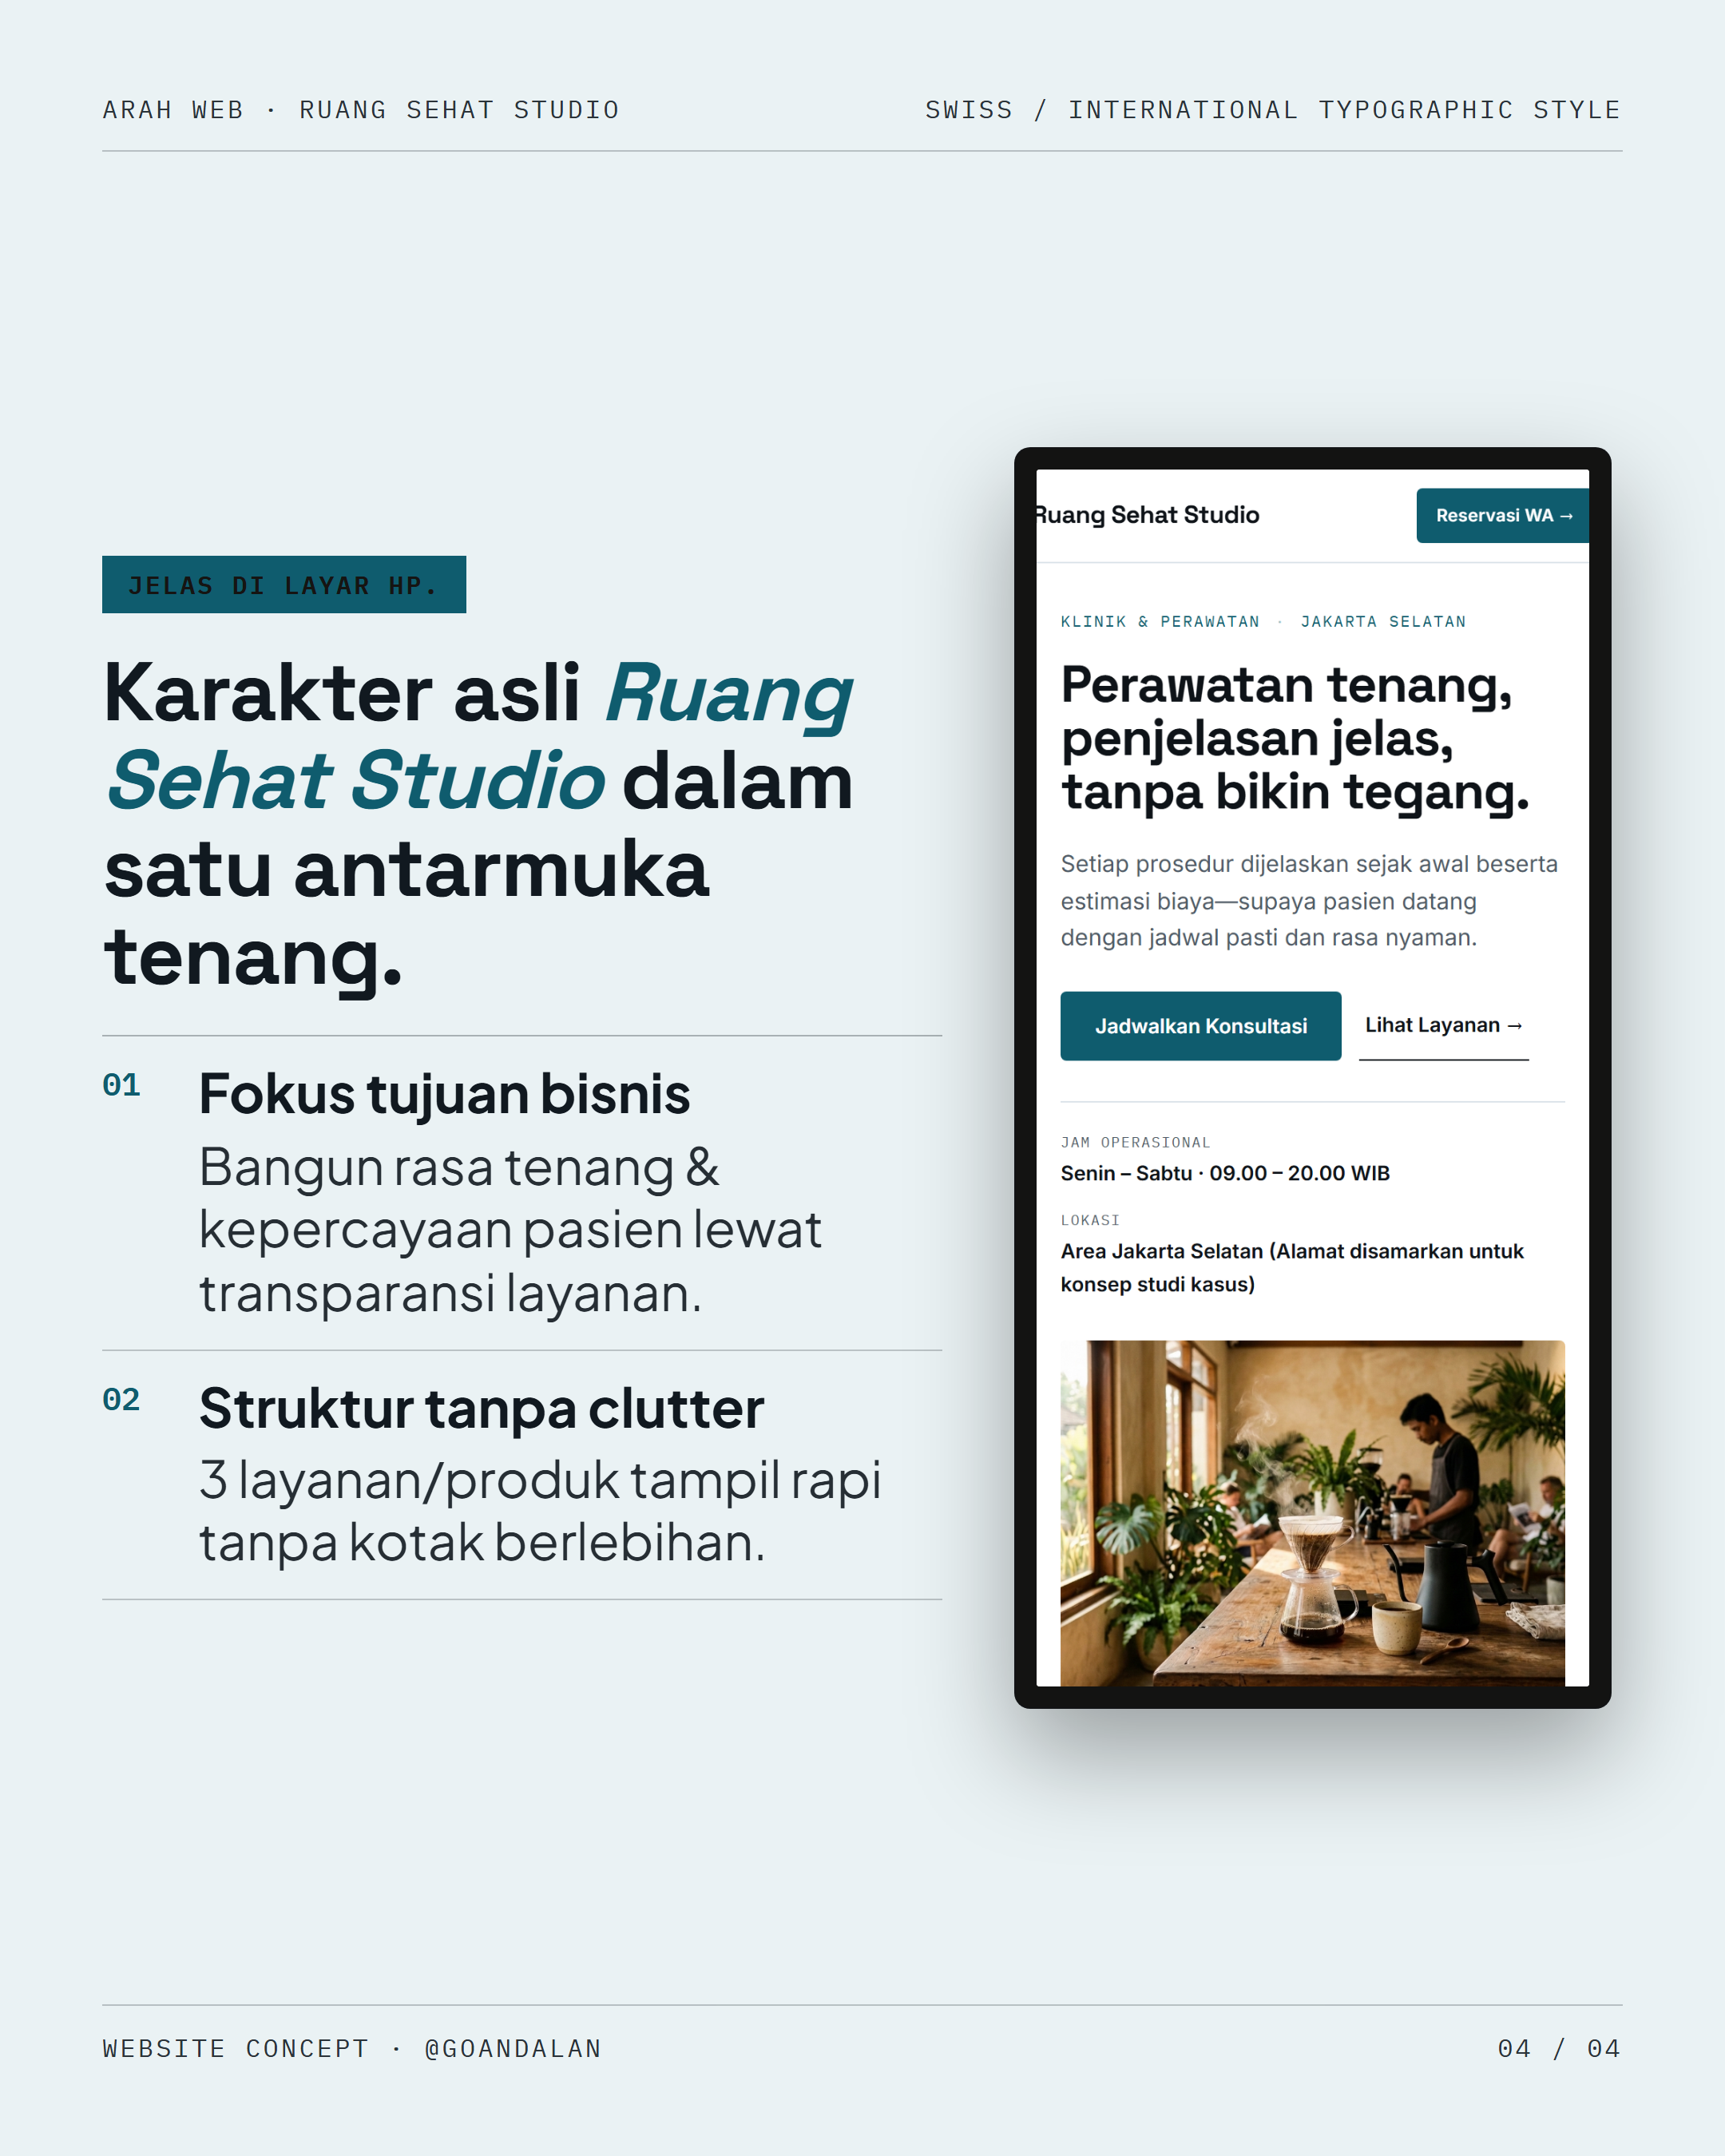 ARAH WEB · RUANG SEHAT STUDIO
SWISS / INTERNATIONAL TYPOGRAPHIC STYLE
JELAS DI LAYAR HP.
Karakter asli Ruang
Sehat Studio dalam
satu antarmuka
tenang.
01
Fokus tujuan bisnis
Bangun rasa tenang &
kepercayaan pasien lewat
transparansi layanan.
02
Struktur tanpa clutter
3 layanan/produk tampil rapi
tanpa kotak berlebihan.
Ruang Sehat Studio
Reservasi WA →
KLINIK & PERAWATAN · JAKARTA SELATAN
Perawatan tenang,
penjelasan jelas,
tanpa bikin tegang.
Setiap prosedur dijelaskan sejak awal beserta
estimasi biaya—supaya pasien datang
dengan jadwal pasti dan rasa nyaman.
Jadwalkan Konsultasi
Lihat Layanan →
JAM OPERASIONAL
Senin – Sabtu · 09.00 – 20.00 WIB
LOKASI
Area Jakarta Selatan (Alamat disamarkan untuk
konsep studi kasus)
WEBSITE CONCEPT · @GOANDALAN
04 / 04